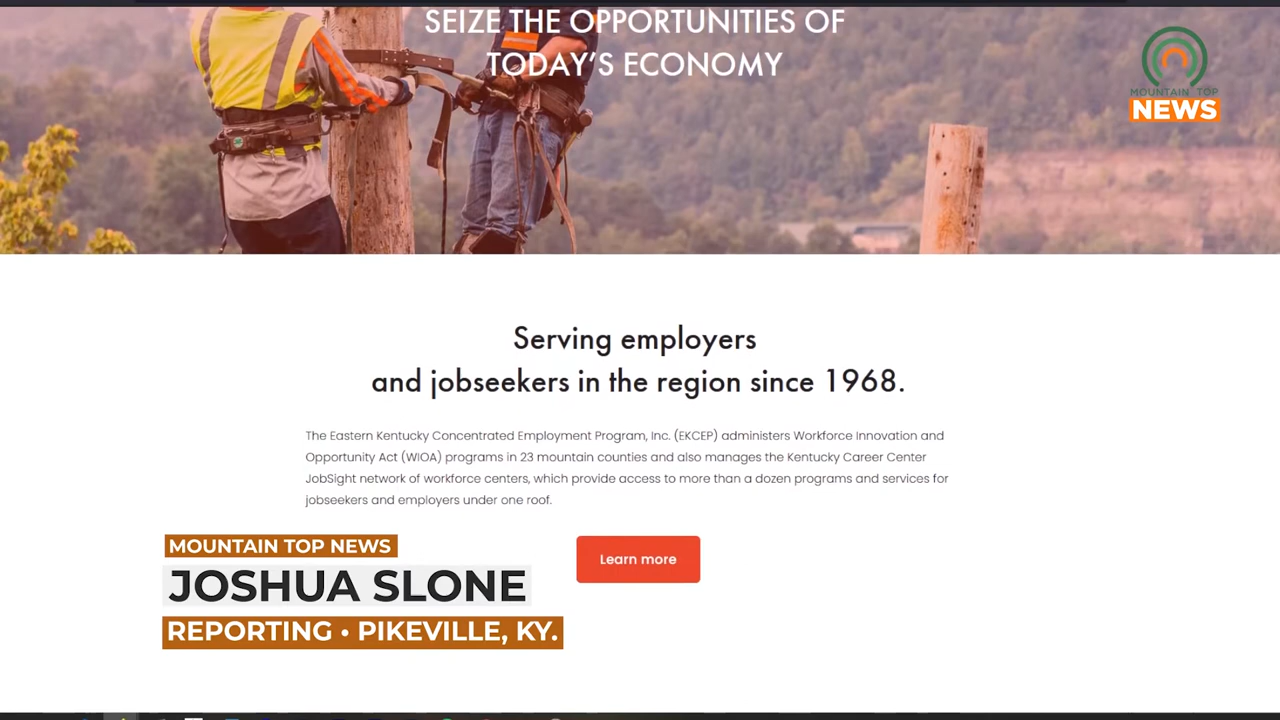 SEIZE THE OPPORTUNITIES OF
TODAY'S ECONOMY
MOUNTAIN TOP
NEWS
Serving employers
and jobseekers in the region since 1968.
The Eastern Kentucky Concentrated Employment Program, Inc. (EKCEP) administers Workforce Innovation and
Opportunity Act (WIOA) programs in 23 mountain counties and also manages the Kentucky Career Center
JobSight network of workforce centers, which provide access to more than a dozen programs and services for
jobseekers and employers under one roof.
Learn more
MOUNTAIN TOP NEWS
JOSHUA SLONE
REPORTING • PIKEVILLE, KY.